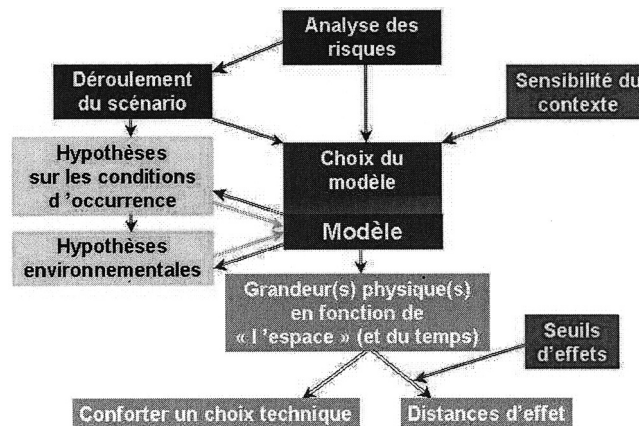 Analyse des
risques
Déroulement
du scénario
Sensibilité du
contexte
Hypothèses
sur les conditions
d 'occurrence
Choix du
modèle
Modèle
Hypothèses
environnementales
Grandeur(s) physique(s)
en fonction de
« l 'espace » (et du temps)
Seuils
d'effets
Conforter un choix technique
Distances d'effet